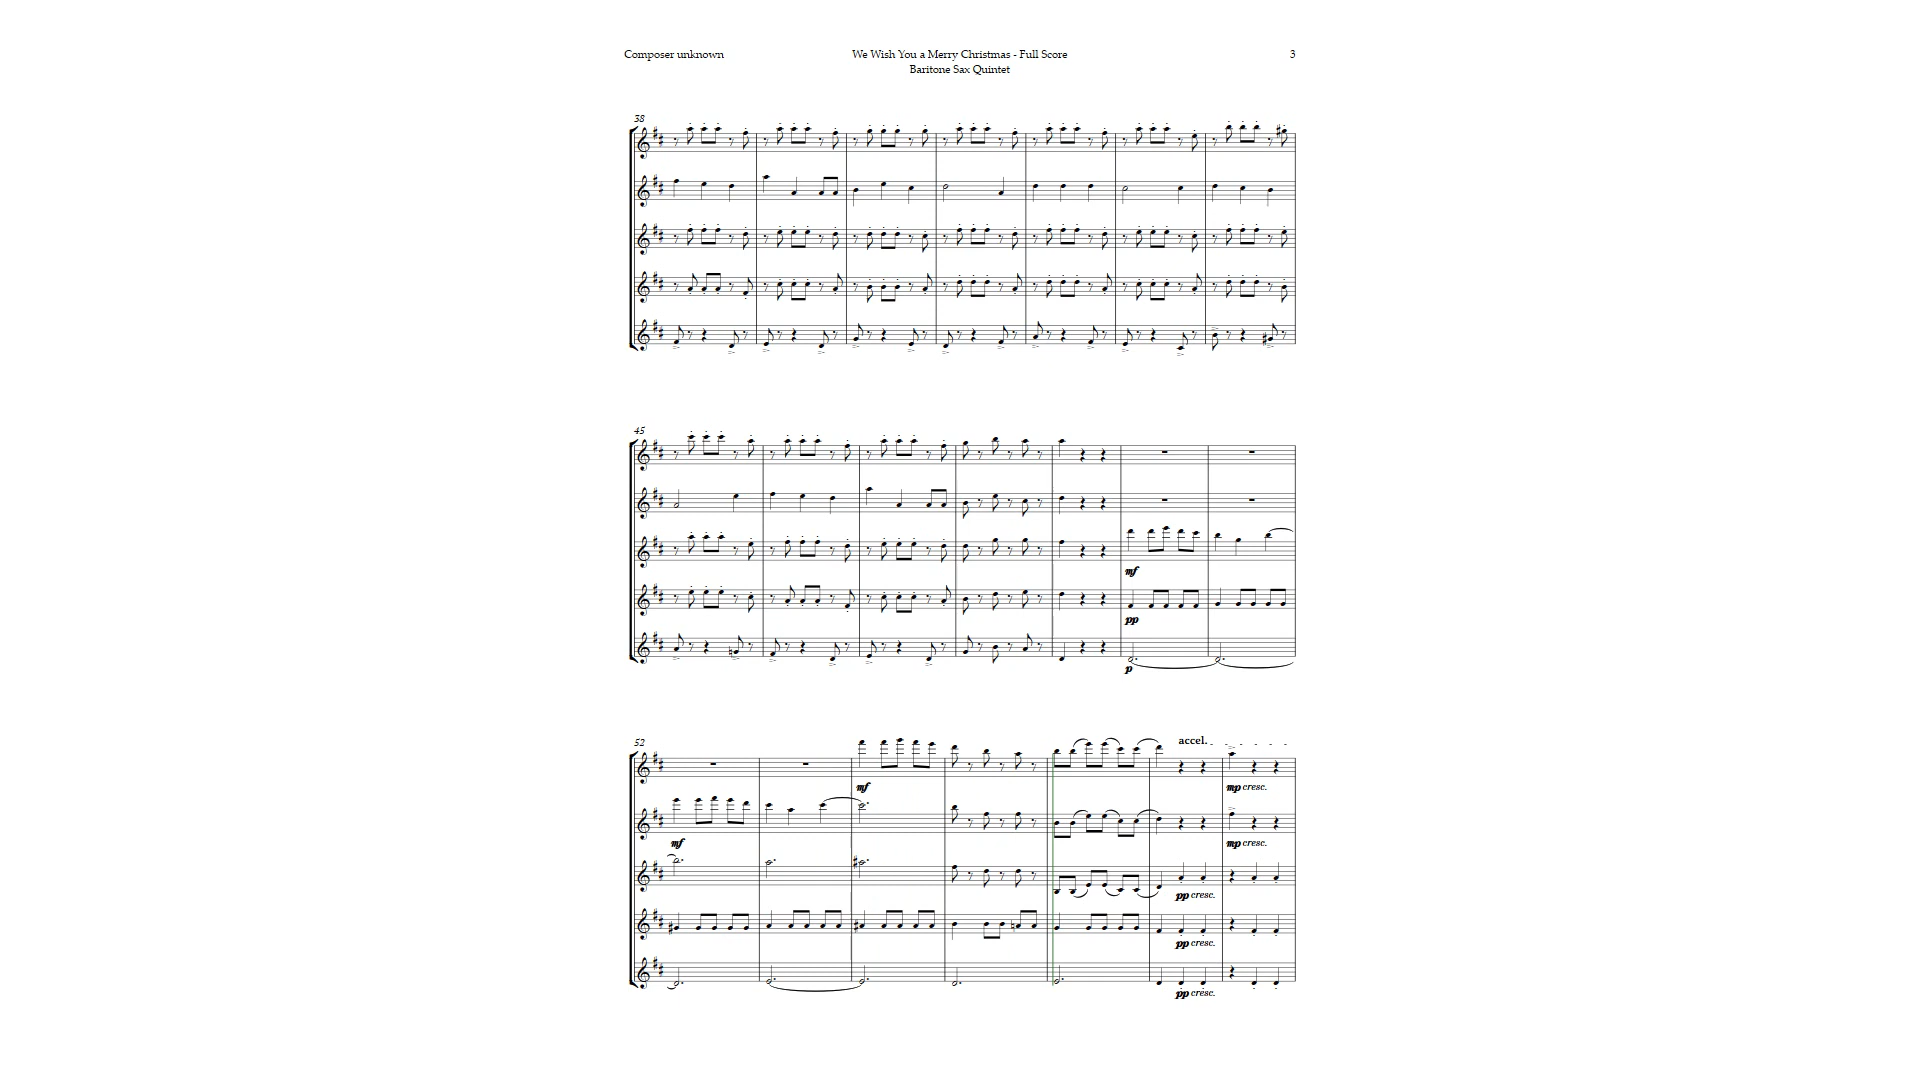 Composer unknown
We Wish You a Merry Christmas - Full Score
3
Baritone Sax Quintet
38
45
mf
pp
p
52
accel.
mf
mp cresc.
mf
mp cresc.
pp cresc.
pp cresc.
pp cresc.